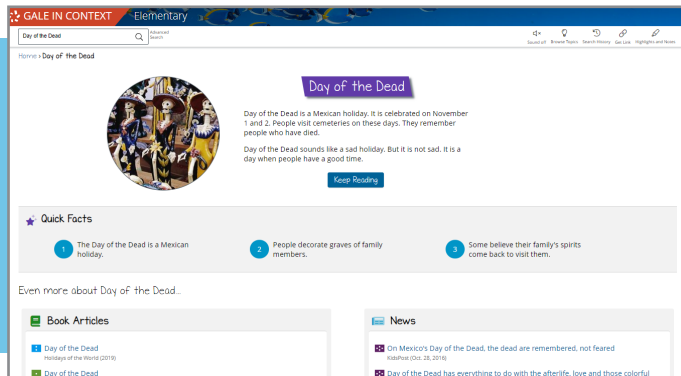 GALE IN CONTEXT Elementary
Day of the Dead
Advanced
Search
Sound off Browse Topics Search History Get Link Highlights and Notes
Home › Day of the Dead
Day of the Dead
Day of the Dead is a Mexican holiday. It is celebrated on November
1 and 2. People visit cemeteries on these days. They remember
people who have died.
Day of the Dead sounds like a sad holiday. But it is not sad. It is a
day when people have a good time.
Keep Reading
Quick Facts
1 The Day of the Dead is a Mexican
holiday.
2 People decorate graves of family
members.
3 Some believe their family's spirits
come back to visit them.
Even more about Day of the Dead...
Book Articles
Day of the Dead
Holidays of the World (2019)
Day of the Dead
News
On Mexico's Day of the Dead, the dead are remembered, not feared
KidsPost (Oct. 28, 2016)
Day of the Dead has everything to do with the afterlife, love and those colorful